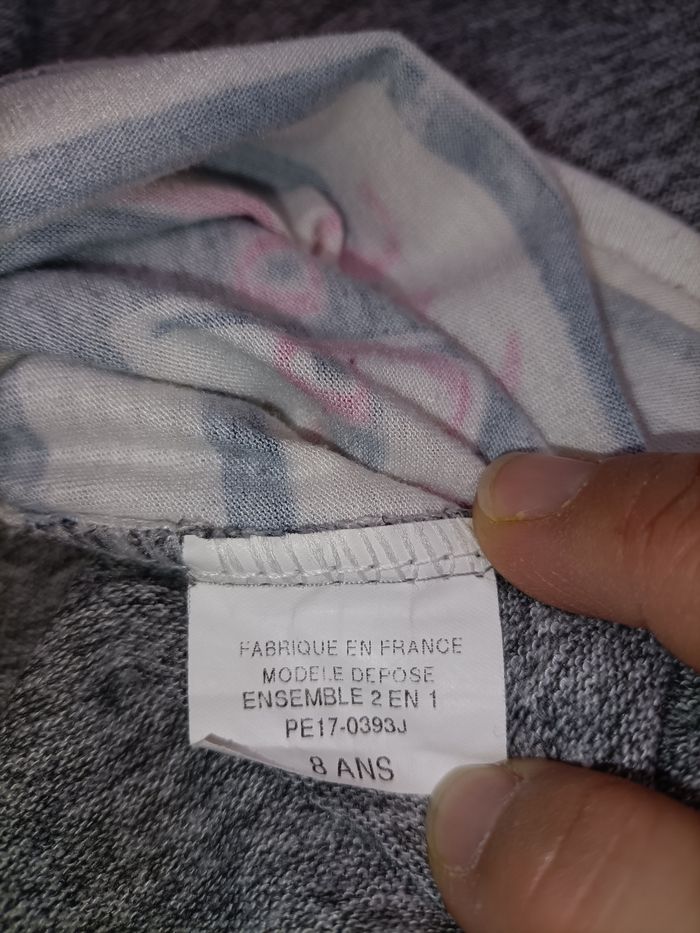 FABRIQUE EN FRANCE
MODELE DEPOSE
ENSEMBLE 2 EN 1
PE17-0393J
8 ANS